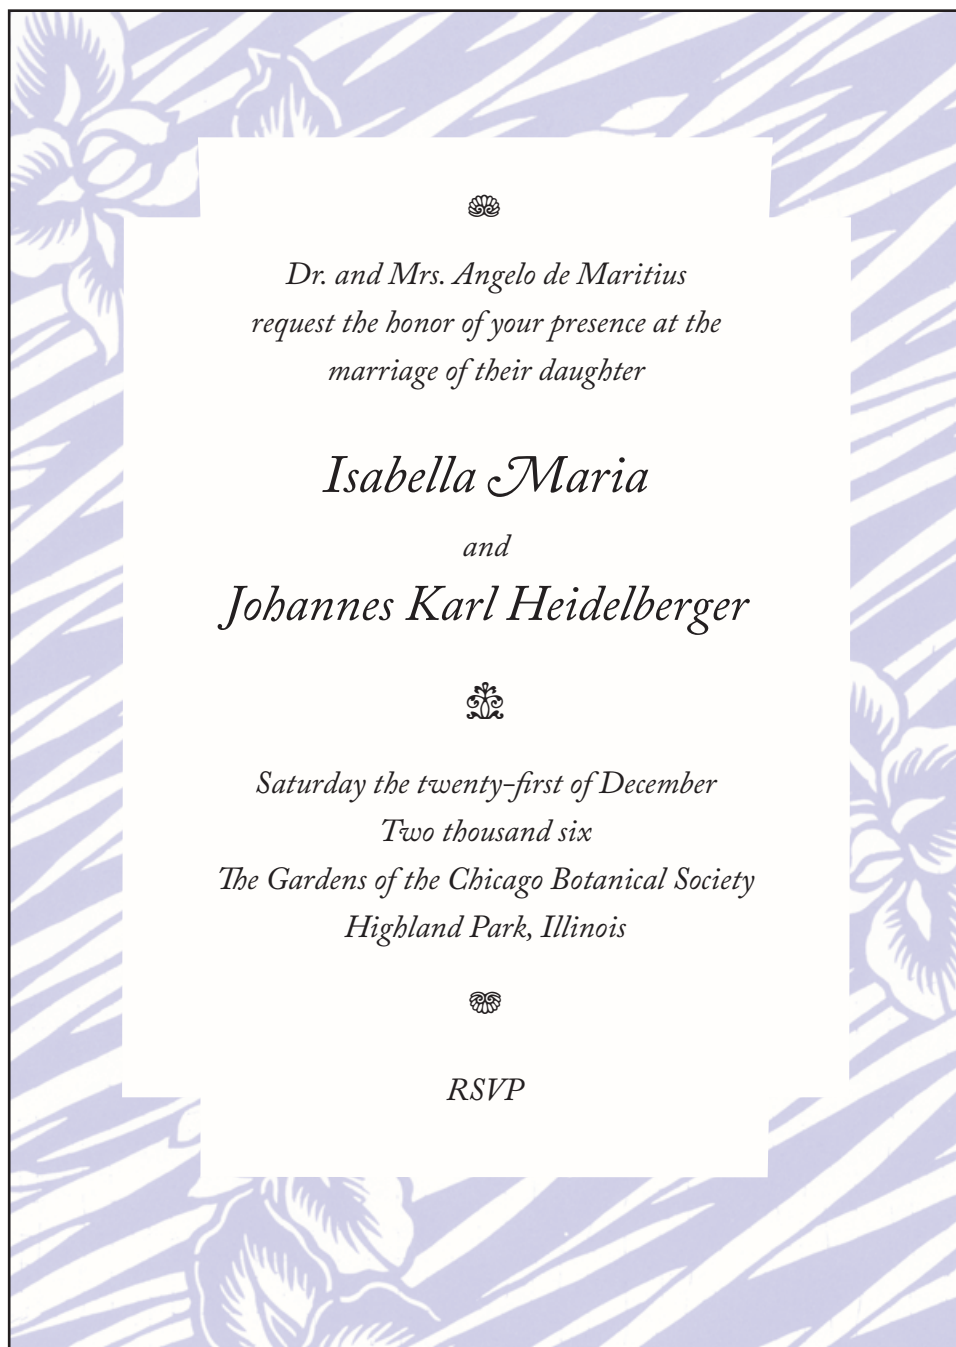 Dr. and Mrs. Angelo de Maritius
request the honor of your presence at the
marriage of their daughter
Isabella Maria
and
Johannes Karl Heidelberger
Saturday the twenty-first of December
Two thousand six
The Gardens of the Chicago Botanical Society
Highland Park, Illinois
RSVP